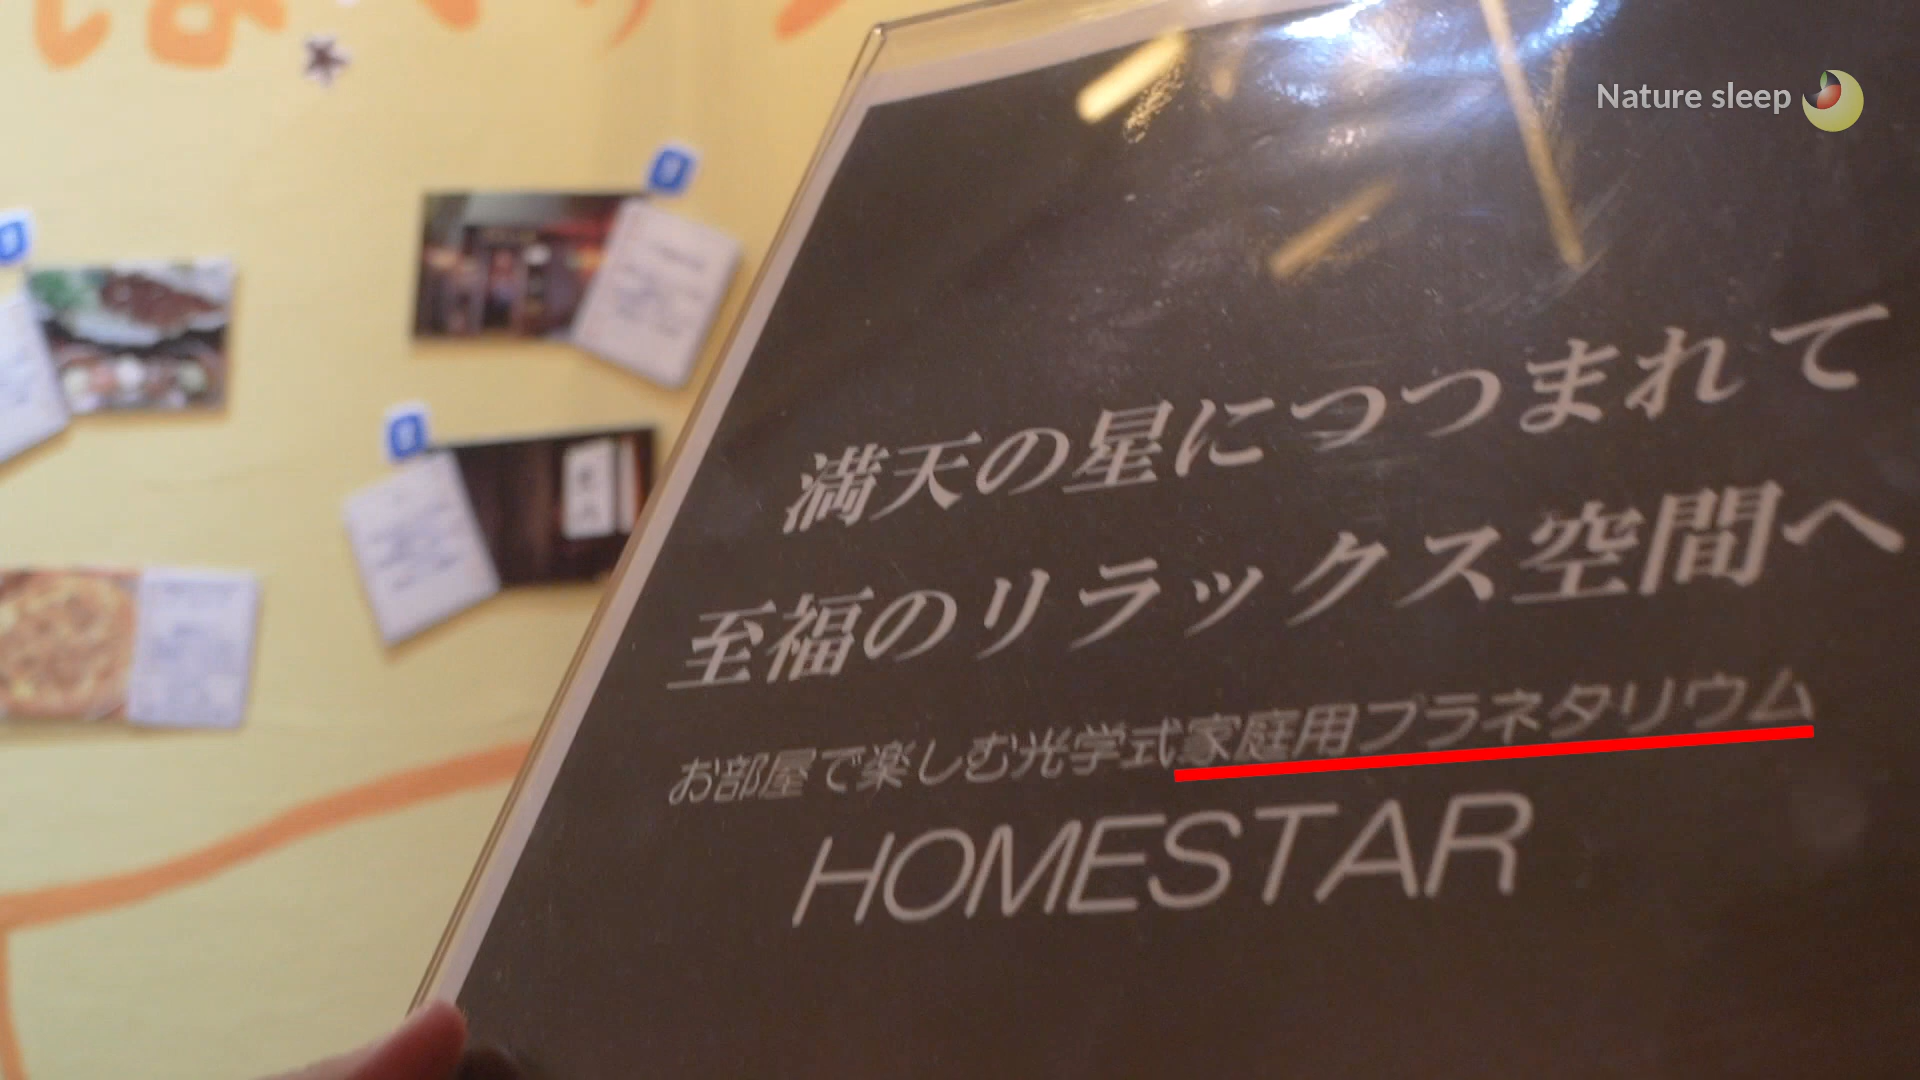 Nature sleep
満天の星につつまれて
至福のリラックス空間へ
お部屋で楽しむ光学式家庭用プラネタリウム
HOMESTAR